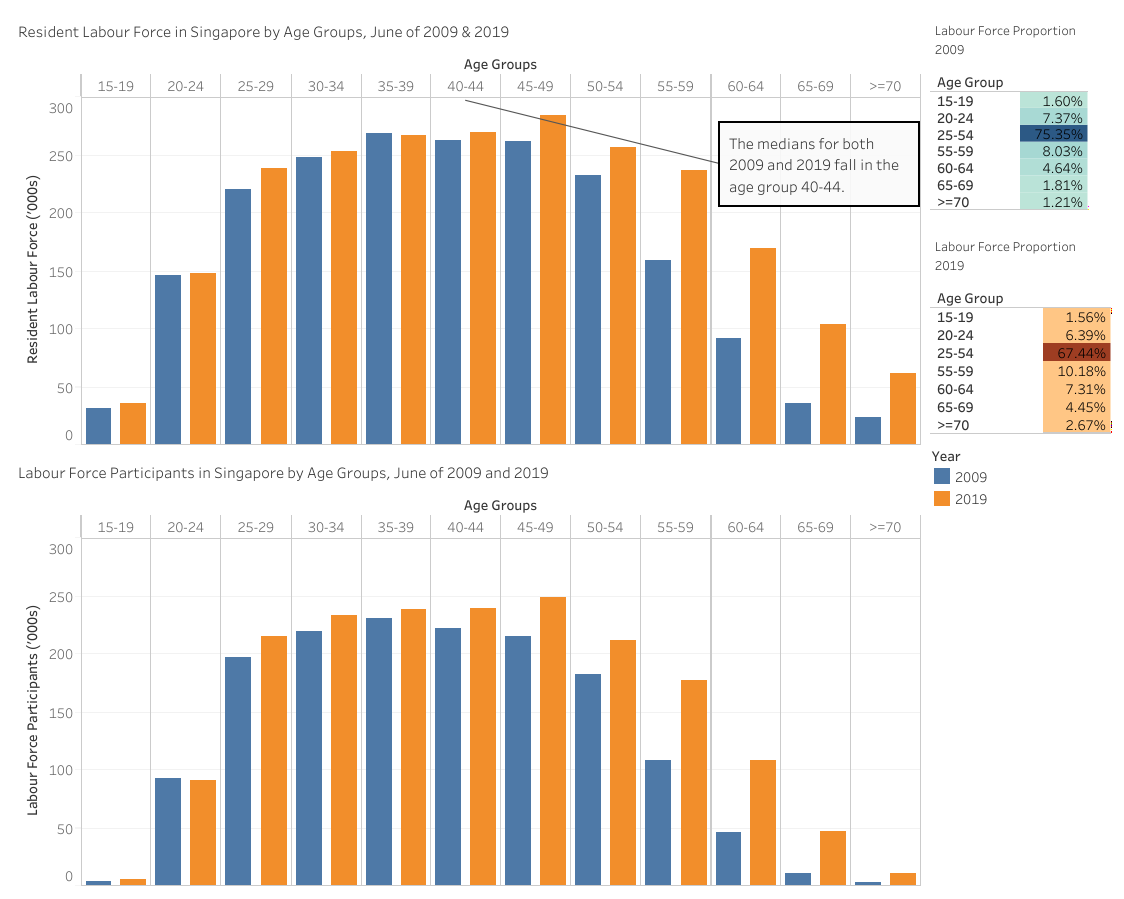 Resident Labour Force in Singapore by Age Groups, June of 2009 & 2019
Age Groups
15-19 20-24 25-29 30-34 35-39 40-44 45-49 50-54 55-59 60-64 65-69 >=70
300
250
200
150
100
50
0
Resident Labour Force ('000s)
The medians for both
2009 and 2019 fall in the
age group 40-44.
Labour Force Participants in Singapore by Age Groups, June of 2009 and 2019
Age Groups
15-19 20-24 25-29 30-34 35-39 40-44 45-49 50-54 55-59 60-64 65-69 >=70
300
250
200
150
100
50
0
Labour Force Participants ('000s)
Labour Force Proportion
2009
Age Group
15-19 1.60%
20-24 7.37%
25-54 75.35%
55-59 8.03%
60-64 4.64%
65-69 1.81%
>=70 1.21%
Labour Force Proportion
2019
Age Group
15-19 1.56%
20-24 6.39%
25-54 67.44%
55-59 10.18%
60-64 7.31%
65-69 4.45%
>=70 2.67%
Year
2009
2019